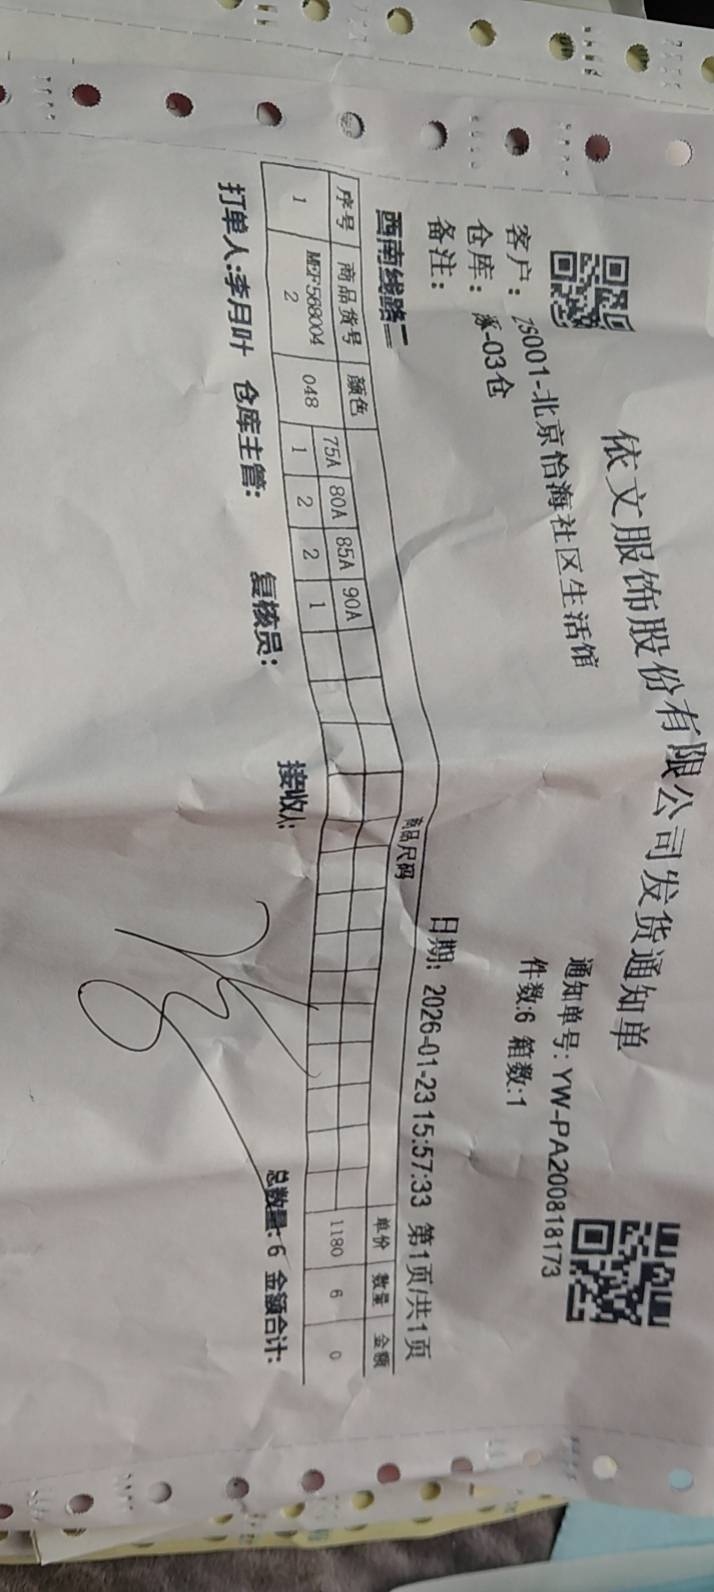 依文服饰股份有限公司发货通知单
通知单号: YW-PA200818173
客户: ZS001-北京怡海社区生活馆
件数:6 箱数:1
仓库: 涿-03仓
备注:
日期: 2026-01-23 15:57:33 第1页/共1页
西南线路二
序号 商品货号 颜色 商品尺码 单价 数量 金额
75A 80A 85A 90A
1 048 1 2 2 1 1180 6 0
打单人:李月叶 仓库主管: 复核员: 接收人: 总数量:6 金额合计: